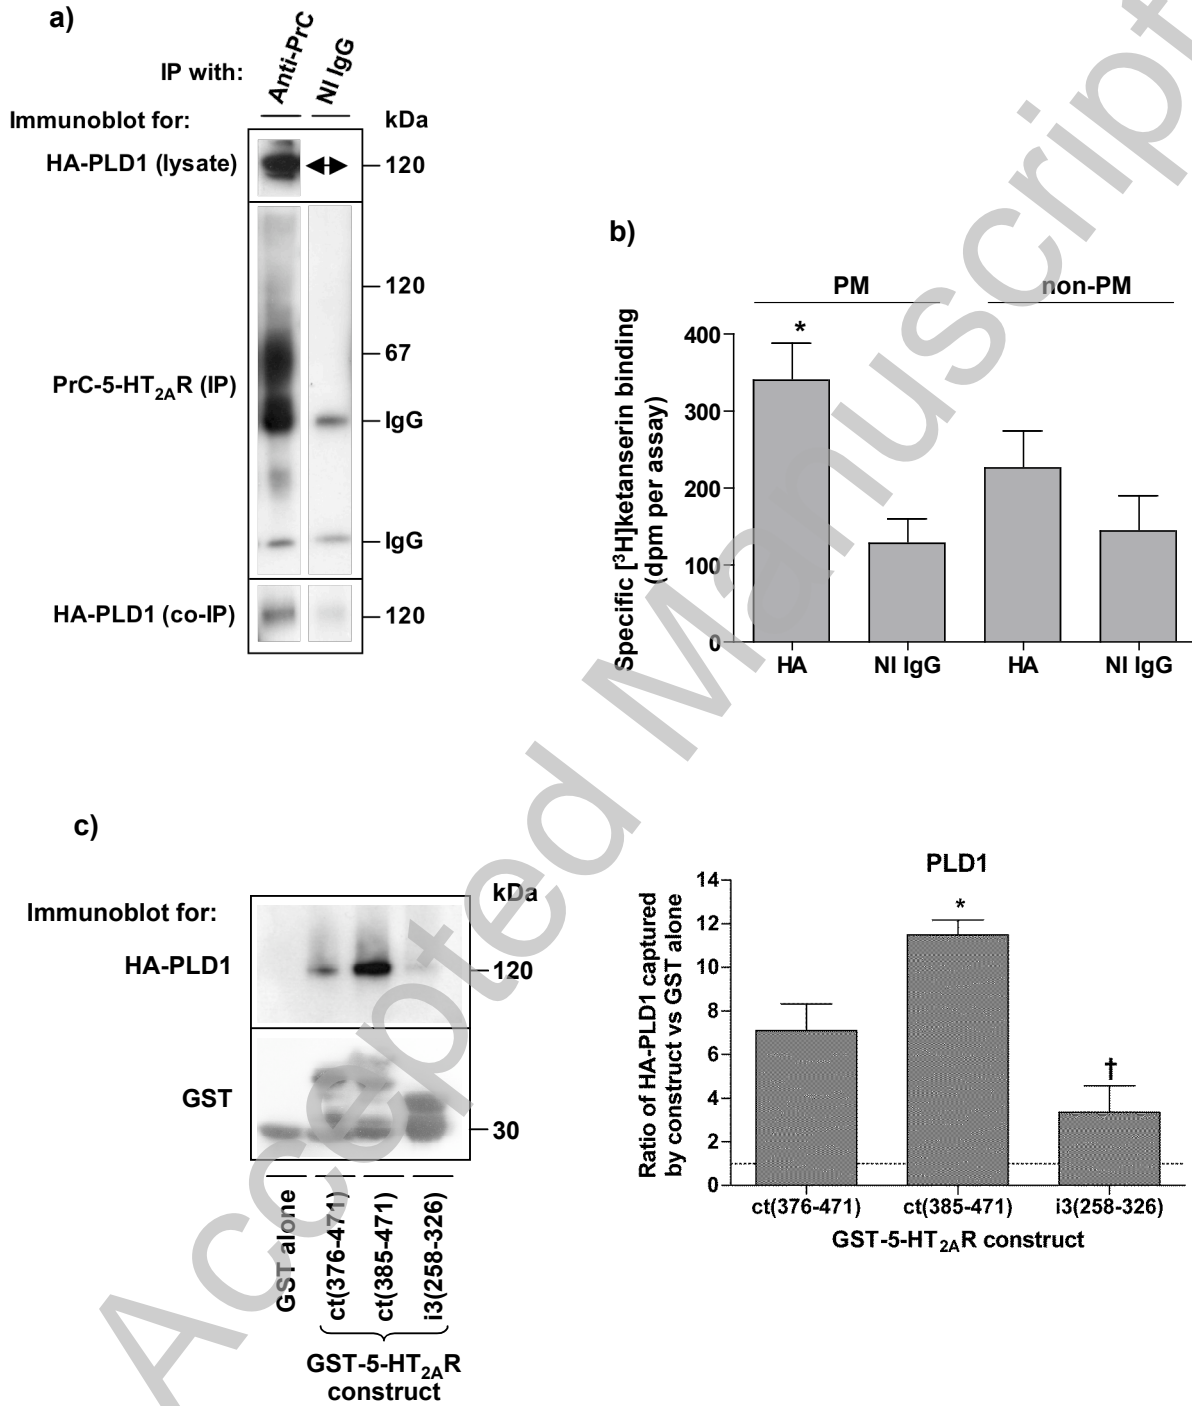 a)
IP with:
Anti-PrC
NI IgG
Immunoblot for:
kDa
HA-PLD1 (lysate)
120
120
67
PrC-5-HT2AR (IP)
IgG
IgG
HA-PLD1 (co-IP)
120
b)
PM
non-PM
*
Specific [³H]ketanserin binding
(dpm per assay)
400
300
200
100
0
HA
NI IgG
HA
NI IgG
c)
Immunoblot for:
kDa
HA-PLD1
120
GST
30
GST alone
ct(376-471)
ct(385-471)
i3(258-326)
GST-5-HT2AR
construct
PLD1
Ratio of HA-PLD1 captured
by construct vs GST alone
14
12
10
8
6
4
2
0
*
†
ct(376-471)
ct(385-471)
i3(258-326)
GST-5-HT2AR construct
Accepted Manuscript